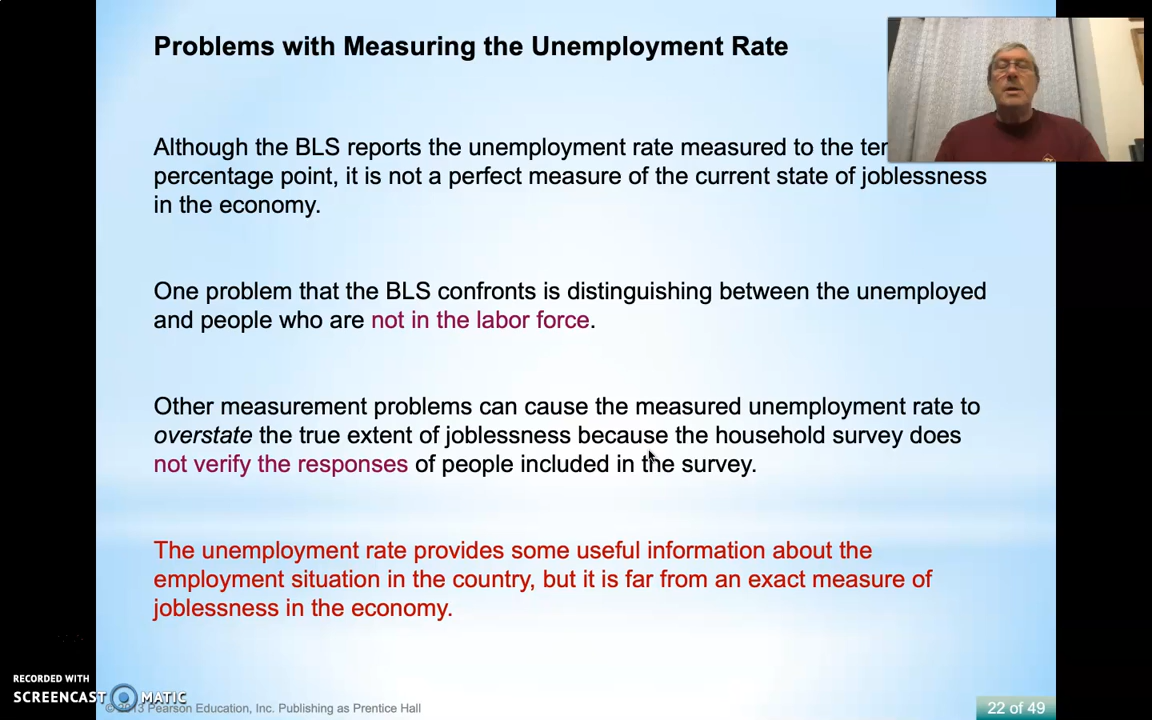 Problems with Measuring the Unemployment Rate
Although the BLS reports the unemployment rate measured to the
percentage point, it is not a perfect measure of the current state of joblessness
in the economy.
One problem that the BLS confronts is distinguishing between the unemployed
and people who are not in the labor force.
Other measurement problems can cause the measured unemployment rate to
overstate the true extent of joblessness because the household survey does
not verify the responses of people included in the survey.
The unemployment rate provides some useful information about the
employment situation in the country, but it is far from an exact measure of
joblessness in the economy.
RECORDED WITH
SCREENCAST MATIC
© 2013 Pearson Education, Inc. Publishing as Prentice Hall
22 of 49